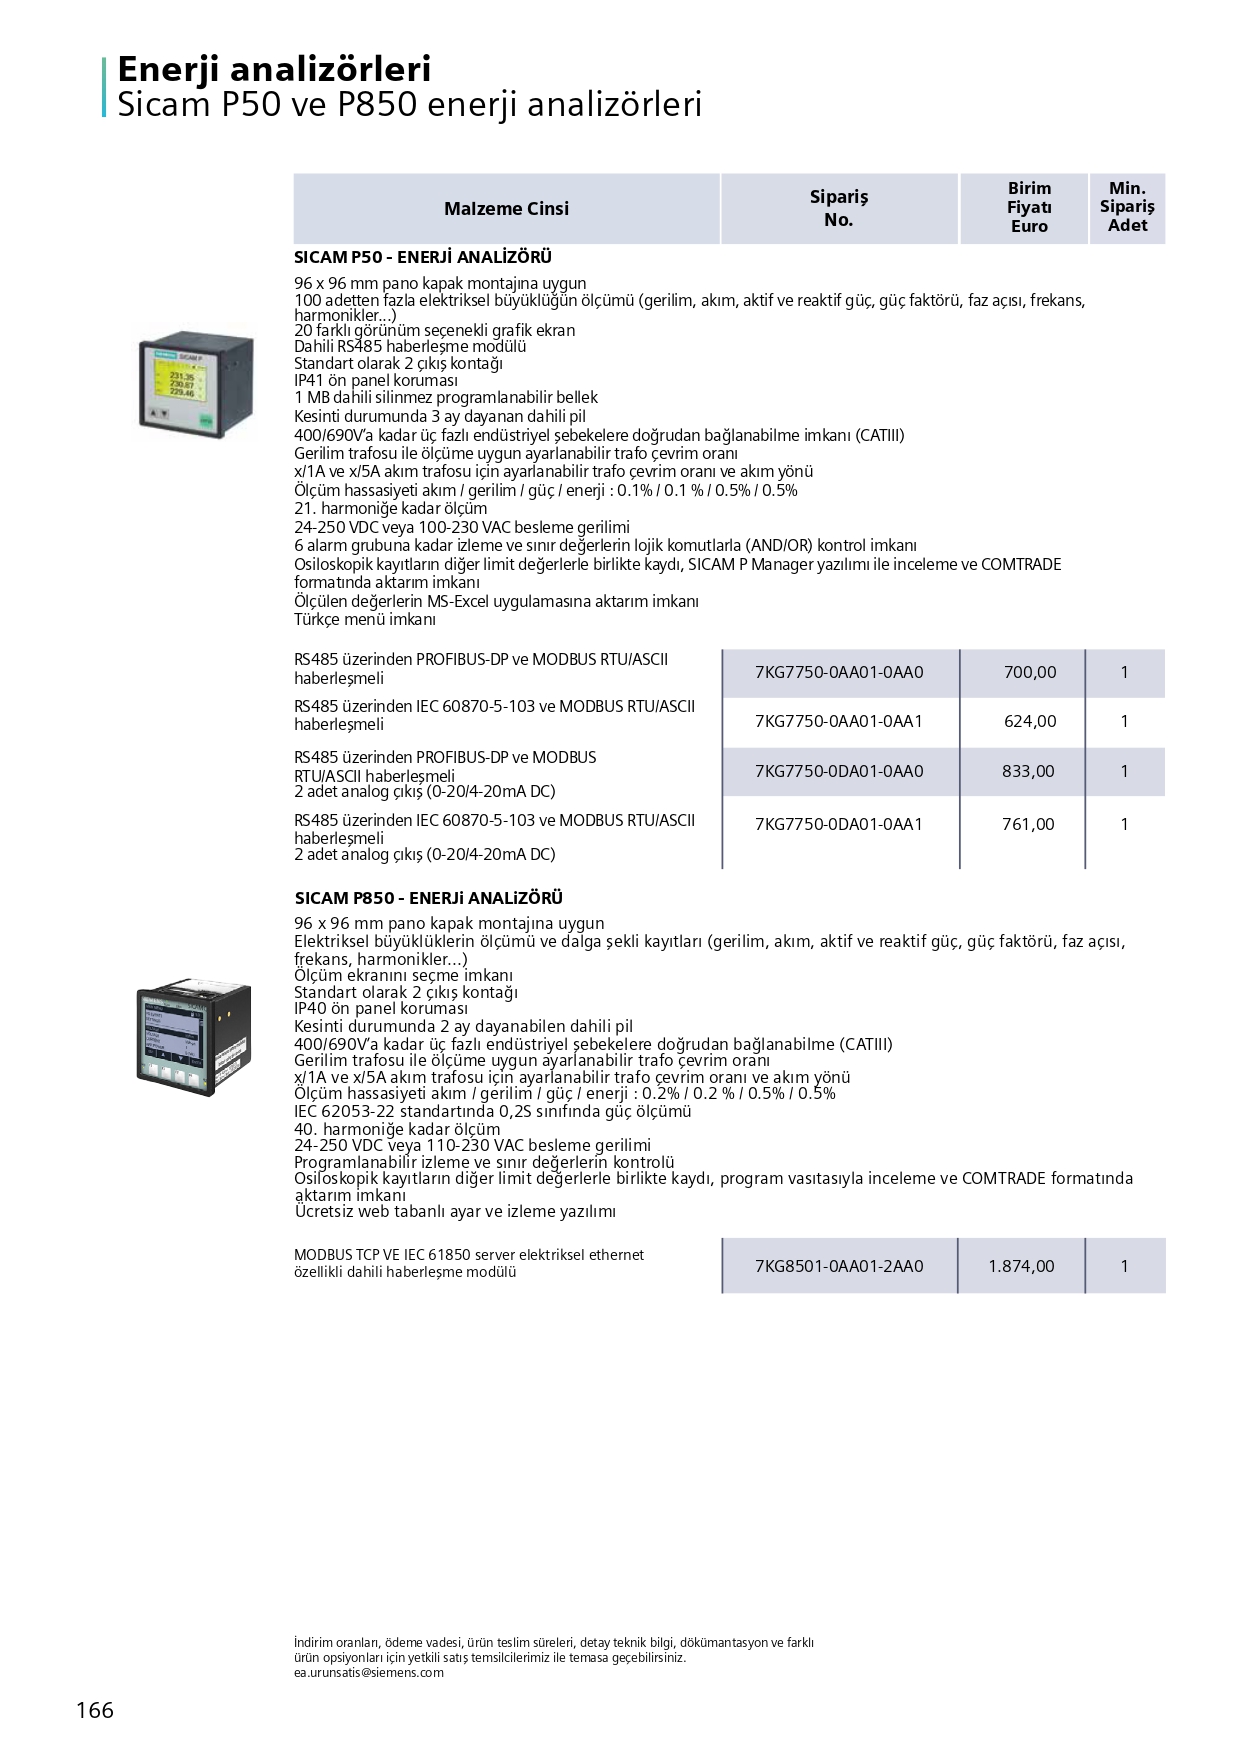 Enerji analizörleri
Sicam P50 ve P850 enerji analizörleri
Malzeme Cinsi
Sipariş
No.
Birim
Fiyatı
Euro
Min.
Sipariş
Adet
SICAM P50 - ENERJİ ANALİZÖRÜ
96 x 96 mm pano kapak montajına uygun
100 adetten fazla elektriksel büyüklüğün ölçümü (gerilim, akım, aktif ve reaktif güç, güç faktörü, faz açısı, frekans,
harmonikler...)
20 farklı görünüm seçenekli grafik ekran
Dahili RS485 haberleşme modülü
Standart olarak 2 çıkış kontağı
IP41 ön panel koruması
1 MB dahili silinmez programlanabilir bellek
Kesinti durumunda 3 ay dayanan dahili pil
400/690V’a kadar üç fazlı endüstriyel şebekelere doğrudan bağlanabilme imkanı (CATIII)
Gerilim trafosu ile ölçüme uygun ayarlanabilir trafo çevrim oranı
x/1A ve x/5A akım trafosu için ayarlanabilir trafo çevrim oranı ve akım yönü
Ölçüm hassasiyeti akım / gerilim / güç / enerji : 0.1% / 0.1 % / 0.5% / 0.5%
21. harmoniğe kadar ölçüm
24-250 VDC veya 100-230 VAC besleme gerilimi
6 alarm grubuna kadar izleme ve sınır değerlerin lojik komutlarla (AND/OR) kontrol imkanı
Osiloskopik kayıtların diğer limit değerlerle birlikte kaydı, SICAM P Manager yazılımı ile inceleme ve COMTRADE
formatında aktarım imkanı
Ölçülen değerlerin MS-Excel uygulamasına aktarım imkanı
Türkçe menü imkanı
SICAM P
231.35
230.87
229.46
RS485 üzerinden PROFIBUS-DP ve MODBUS RTU/ASCII
haberleşmeli
7KG7750-0AA01-0AA0 700,00 1
RS485 üzerinden IEC 60870-5-103 ve MODBUS RTU/ASCII
haberleşmeli
7KG7750-0AA01-0AA1 624,00 1
RS485 üzerinden PROFIBUS-DP ve MODBUS
RTU/ASCII haberleşmeli
2 adet analog çıkış (0-20/4-20mA DC)
7KG7750-0DA01-0AA0 833,00 1
RS485 üzerinden IEC 60870-5-103 ve MODBUS RTU/ASCII
haberleşmeli
2 adet analog çıkış (0-20/4-20mA DC)
7KG7750-0DA01-0AA1 761,00 1
SICAM P850 - ENERJi ANALiZÖRÜ
96 x 96 mm pano kapak montajına uygun
Elektriksel büyüklüklerin ölçümü ve dalga şekli kayıtları (gerilim, akım, aktif ve reaktif güç, güç faktörü, faz açısı,
frekans, harmonikler...)
Ölçüm ekranını seçme imkanı
Standart olarak 2 çıkış kontağı
IP40 ön panel koruması
Kesinti durumunda 2 ay dayanabilen dahili pil
400/690V’a kadar üç fazlı endüstriyel şebekelere doğrudan bağlanabilme (CATIII)
Gerilim trafosu ile ölçüme uygun ayarlanabilir trafo çevrim oranı
x/1A ve x/5A akım trafosu için ayarlanabilir trafo çevrim oranı ve akım yönü
Ölçüm hassasiyeti akım / gerilim / güç / enerji : 0.2% / 0.2 % / 0.5% / 0.5%
IEC 62053-22 standartında 0,2S sınıfında güç ölçümü
40. harmoniğe kadar ölçüm
24-250 VDC veya 110-230 VAC besleme gerilimi
Programlanabilir izleme ve sınır değerlerin kontrolü
Osiloskopik kayıtların diğer limit değerlerle birlikte kaydı, program vasıtasıyla inceleme ve COMTRADE formatında
aktarım imkanı
Ücretsiz web tabanlı ayar ve izleme yazılımı
MODBUS TCP VE IEC 61850 server elektriksel ethernet
özellikli dahili haberleşme modülü
7KG8501-0AA01-2AA0 1.874,00 1
İndirim oranları, ödeme vadesi, ürün teslim süreleri, detay teknik bilgi, dökümantasyon ve farklı
ürün opsiyonları için yetkili satış temsilcilerimiz ile temasa geçebilirsiniz.
ea.urunsatis@siemens.com
166